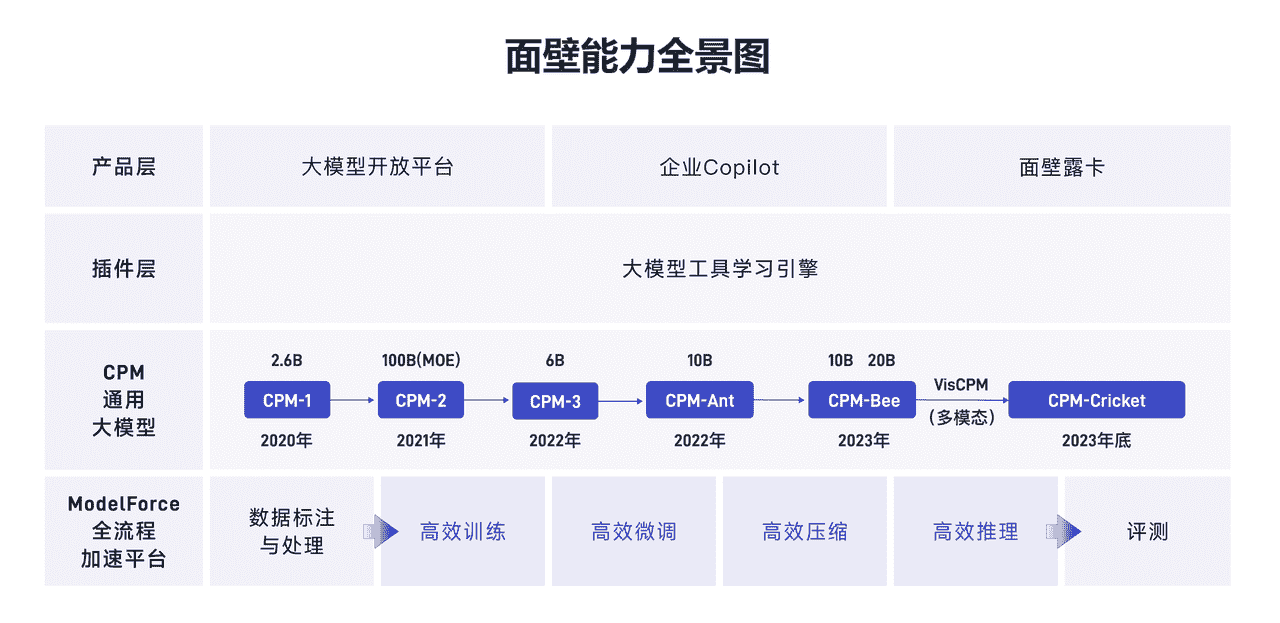 面壁能力全景图
产品层
大模型开放平台
企业Copilot
面壁露卡
插件层
大模型工具学习引擎
CPM
通用
大模型
2.6B
100B(MOE)
6B
10B
10B 20B
CPM-1
CPM-2
CPM-3
CPM-Ant
CPM-Bee
VisCPM
(多模态)
CPM-Cricket
2020年
2021年
2022年
2022年
2023年
2023年底
ModelForce
全流程
加速平台
数据标注
与处理
高效训练
高效微调
高效压缩
高效推理
评测